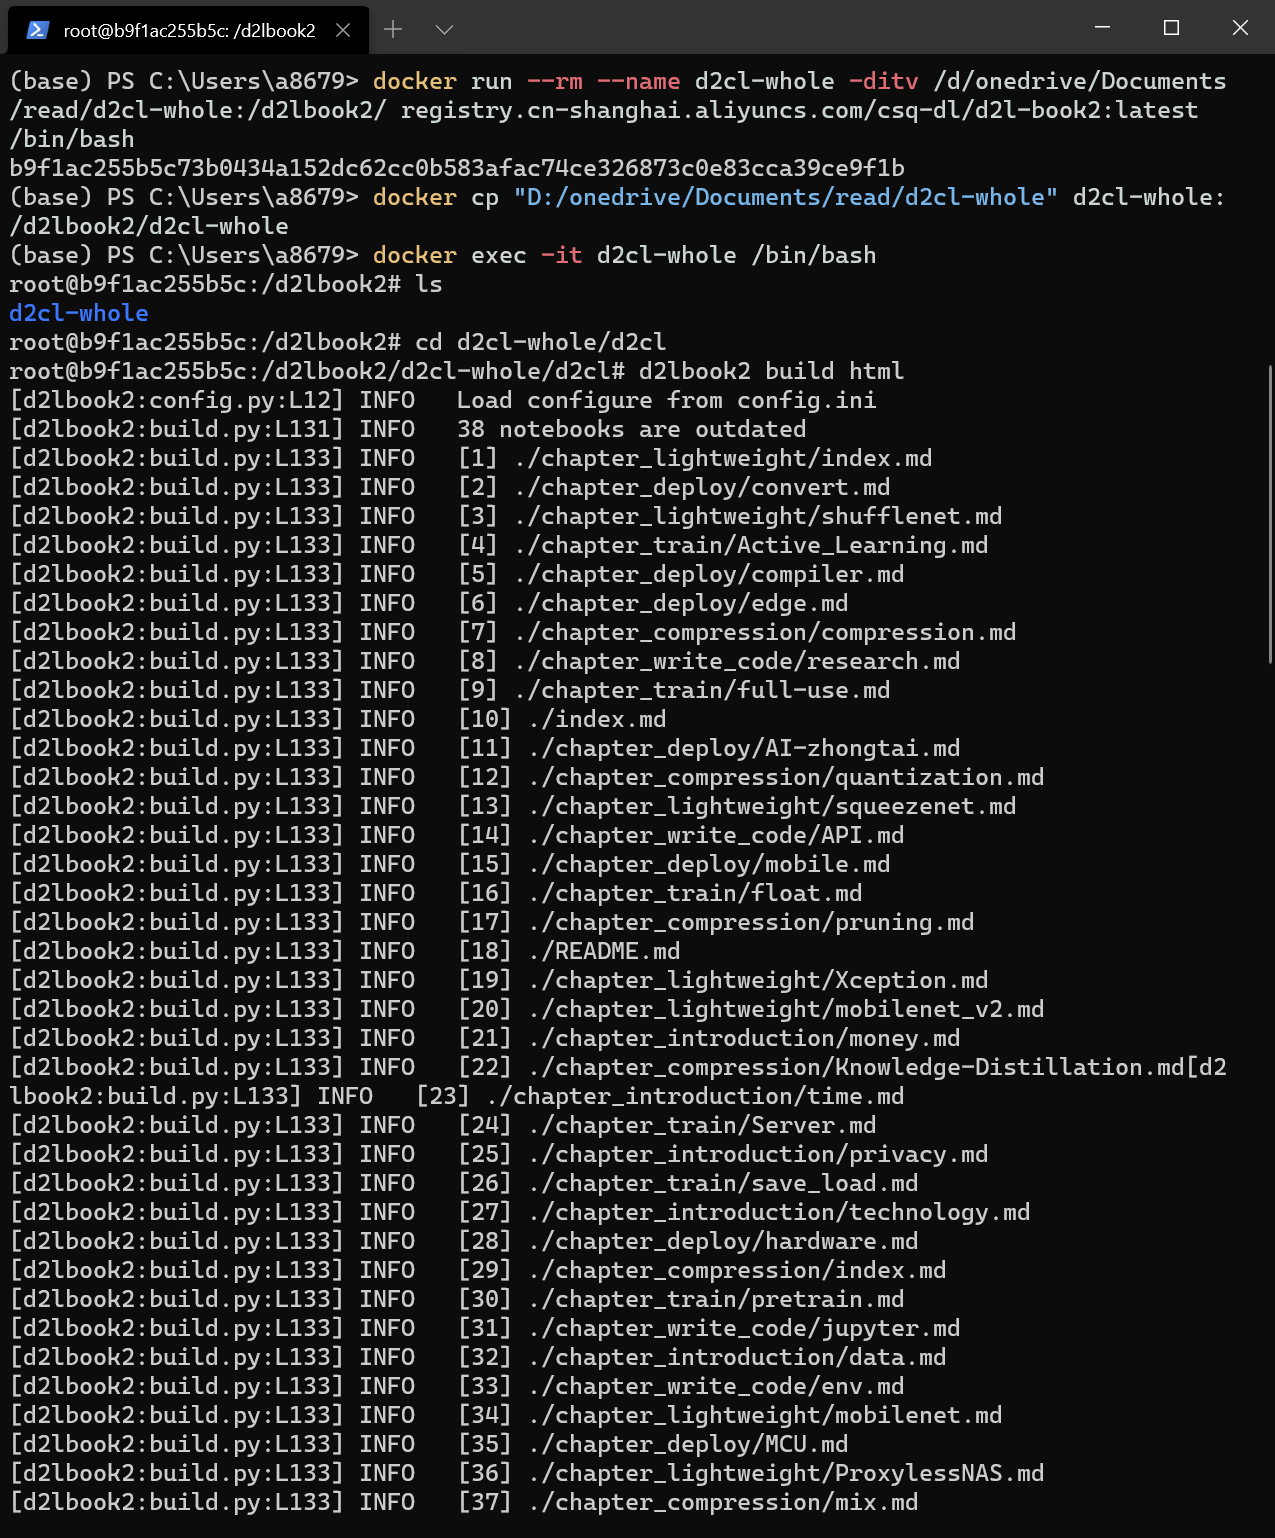 root@b9f1ac255b5c: /d2lbook2
(base) PS C:\Users\a8679> docker run --rm --name d2cl-whole -ditv /d/onedrive/Documents
/read/d2cl-whole:/d2lbook2/ registry.cn-shanghai.aliyuncs.com/csq-dl/d2l-book2:latest
/bin/bash
b9f1ac255b5c73b0434a152dc62cc0b583afac74ce326873c0e83cca39ce9f1b
(base) PS C:\Users\a8679> docker cp "D:/onedrive/Documents/read/d2cl-whole" d2cl-whole:
/d2lbook2/d2cl-whole
(base) PS C:\Users\a8679> docker exec -it d2cl-whole /bin/bash
root@b9f1ac255b5c:/d2lbook2# ls
d2cl-whole
root@b9f1ac255b5c:/d2lbook2# cd d2cl-whole/d2cl
root@b9f1ac255b5c:/d2lbook2/d2cl-whole/d2cl# d2lbook2 build html
[d2lbook2:config.py:L12] INFO   Load configure from config.ini
[d2lbook2:build.py:L131] INFO   38 notebooks are outdated
[d2lbook2:build.py:L133] INFO   [1] ./chapter_lightweight/index.md
[d2lbook2:build.py:L133] INFO   [2] ./chapter_deploy/convert.md
[d2lbook2:build.py:L133] INFO   [3] ./chapter_lightweight/shufflenet.md
[d2lbook2:build.py:L133] INFO   [4] ./chapter_train/Active_Learning.md
[d2lbook2:build.py:L133] INFO   [5] ./chapter_deploy/compiler.md
[d2lbook2:build.py:L133] INFO   [6] ./chapter_deploy/edge.md
[d2lbook2:build.py:L133] INFO   [7] ./chapter_compression/compression.md
[d2lbook2:build.py:L133] INFO   [8] ./chapter_write_code/research.md
[d2lbook2:build.py:L133] INFO   [9] ./chapter_train/full-use.md
[d2lbook2:build.py:L133] INFO   [10] ./index.md
[d2lbook2:build.py:L133] INFO   [11] ./chapter_deploy/AI-zhongtai.md
[d2lbook2:build.py:L133] INFO   [12] ./chapter_compression/quantization.md
[d2lbook2:build.py:L133] INFO   [13] ./chapter_lightweight/squeezenet.md
[d2lbook2:build.py:L133] INFO   [14] ./chapter_write_code/API.md
[d2lbook2:build.py:L133] INFO   [15] ./chapter_deploy/mobile.md
[d2lbook2:build.py:L133] INFO   [16] ./chapter_train/float.md
[d2lbook2:build.py:L133] INFO   [17] ./chapter_compression/pruning.md
[d2lbook2:build.py:L133] INFO   [18] ./README.md
[d2lbook2:build.py:L133] INFO   [19] ./chapter_lightweight/Xception.md
[d2lbook2:build.py:L133] INFO   [20] ./chapter_lightweight/mobilenet_v2.md
[d2lbook2:build.py:L133] INFO   [21] ./chapter_introduction/money.md
[d2lbook2:build.py:L133] INFO   [22] ./chapter_compression/Knowledge-Distillation.md[d2
lbook2:build.py:L133] INFO   [23] ./chapter_introduction/time.md
[d2lbook2:build.py:L133] INFO   [24] ./chapter_train/Server.md
[d2lbook2:build.py:L133] INFO   [25] ./chapter_introduction/privacy.md
[d2lbook2:build.py:L133] INFO   [26] ./chapter_train/save_load.md
[d2lbook2:build.py:L133] INFO   [27] ./chapter_introduction/technology.md
[d2lbook2:build.py:L133] INFO   [28] ./chapter_deploy/hardware.md
[d2lbook2:build.py:L133] INFO   [29] ./chapter_compression/index.md
[d2lbook2:build.py:L133] INFO   [30] ./chapter_train/pretrain.md
[d2lbook2:build.py:L133] INFO   [31] ./chapter_write_code/jupyter.md
[d2lbook2:build.py:L133] INFO   [32] ./chapter_introduction/data.md
[d2lbook2:build.py:L133] INFO   [33] ./chapter_write_code/env.md
[d2lbook2:build.py:L133] INFO   [34] ./chapter_lightweight/mobilenet.md
[d2lbook2:build.py:L133] INFO   [35] ./chapter_deploy/MCU.md
[d2lbook2:build.py:L133] INFO   [36] ./chapter_lightweight/ProxylessNAS.md
[d2lbook2:build.py:L133] INFO   [37] ./chapter_compression/mix.md